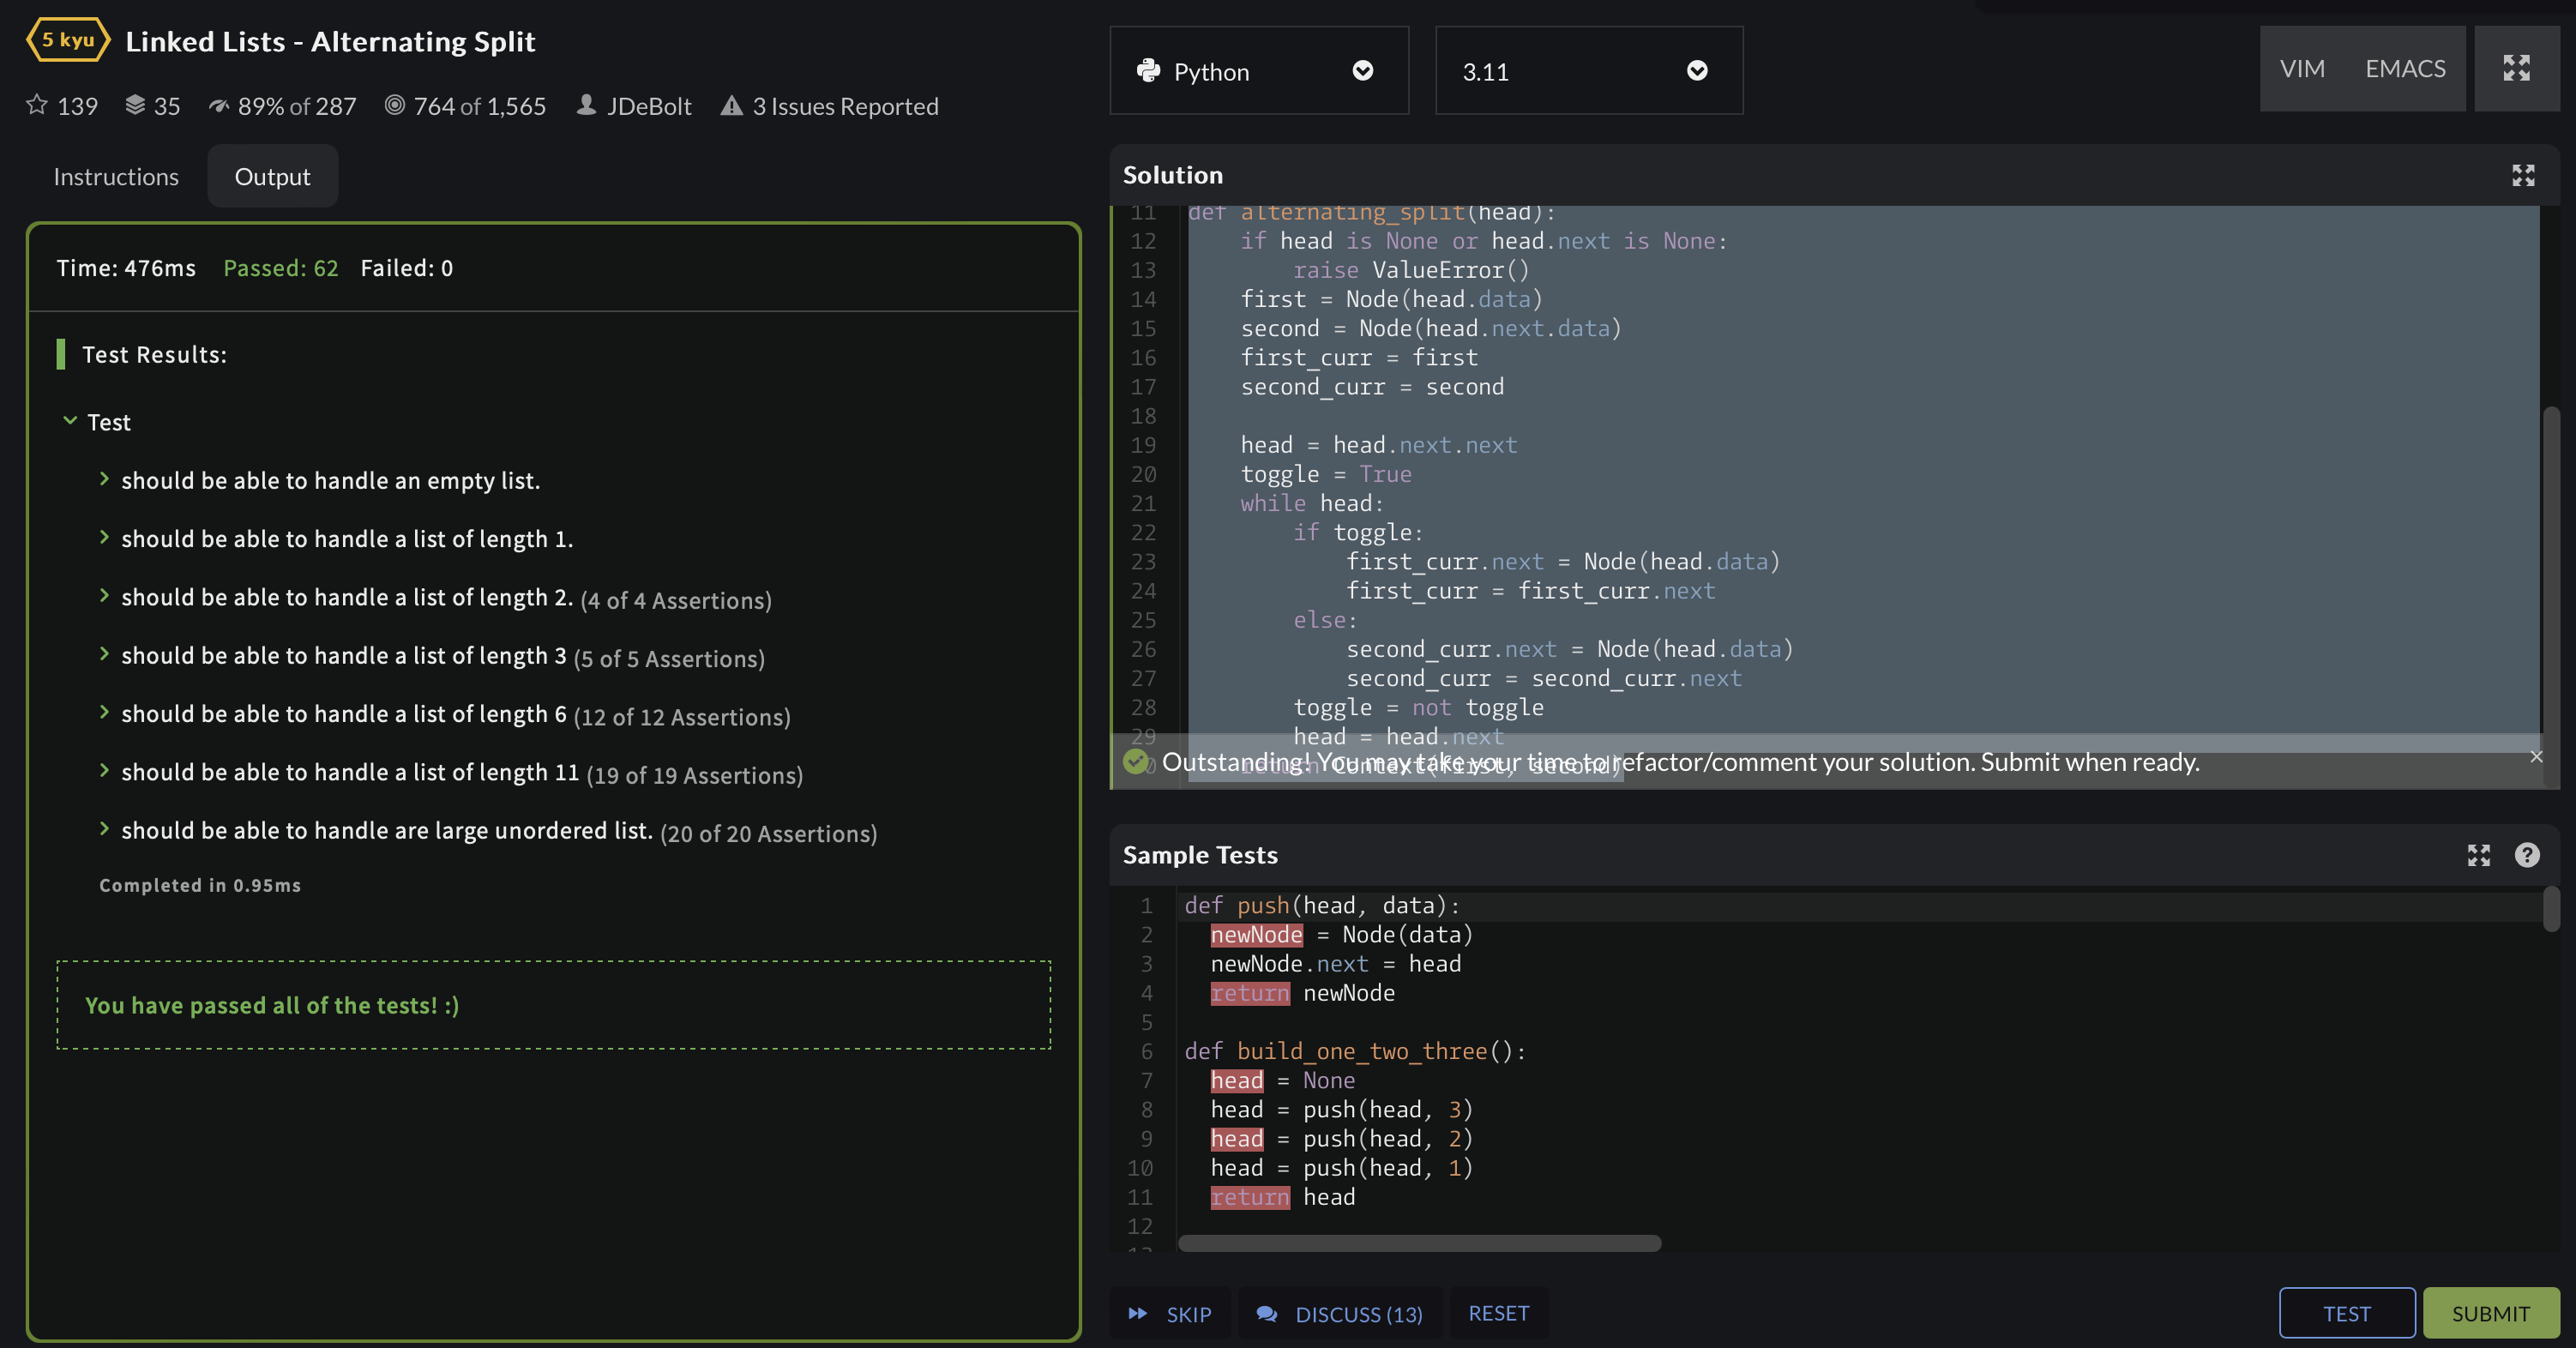 5 kyu Linked Lists - Alternating Split
139 35 89% of 287 764 of 1,565 JDeBolt 3 Issues Reported
Instructions Output
Time: 476ms Passed: 62 Failed: 0
Test Results:
Test
should be able to handle an empty list.
should be able to handle a list of length 1.
should be able to handle a list of length 2. (4 of 4 Assertions)
should be able to handle a list of length 3 (5 of 5 Assertions)
should be able to handle a list of length 6 (12 of 12 Assertions)
should be able to handle a list of length 11 (19 of 19 Assertions)
should be able to handle are large unordered list. (20 of 20 Assertions)
Completed in 0.95ms
You have passed all of the tests! :)
Python 3.11 VIM EMACS
Solution
11 def alternating_split(head):
12     if head is None or head.next is None:
13         raise ValueError()
14     first = Node(head.data)
15     second = Node(head.next.data)
16     first_curr = first
17     second_curr = second
18
19     head = head.next.next
20     toggle = True
21     while head:
22         if toggle:
23             first_curr.next = Node(head.data)
24             first_curr = first_curr.next
25         else:
26             second_curr.next = Node(head.data)
27             second_curr = second_curr.next
28         toggle = not toggle
29         head = head.next
return Context(first, second)
Outstanding! You may take your time to refactor/comment your solution. Submit when ready.
Sample Tests
1 def push(head, data):
2   newNode = Node(data)
3   newNode.next = head
4   return newNode
5
6 def build_one_two_three():
7   head = None
8   head = push(head, 3)
9   head = push(head, 2)
10   head = push(head, 1)
11   return head
12
SKIP DISCUSS (13) RESET TEST SUBMIT